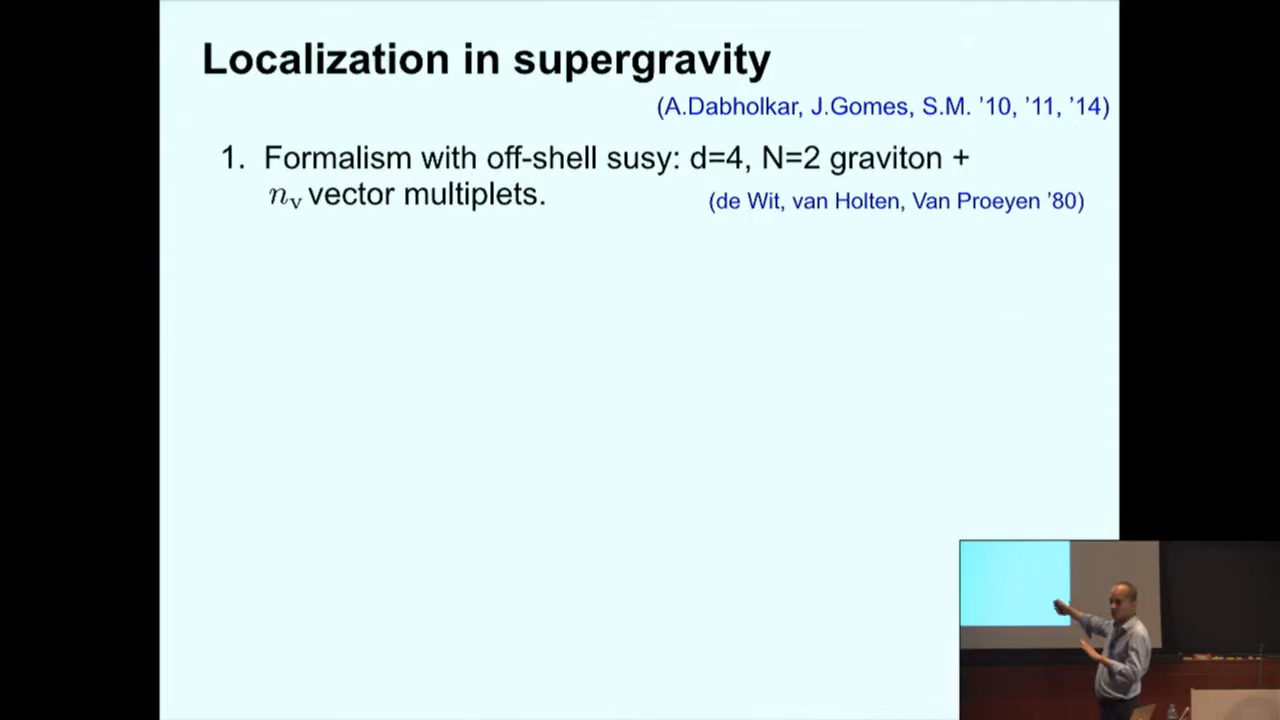 Localization in supergravity
(A.Dabholkar, J.Gomes, S.M. ’10, ’11, ’14)
1. Formalism with off-shell susy: d=4, N=2 graviton +
nv vector multiplets.
(de Wit, van Holten, Van Proeyen ’80)